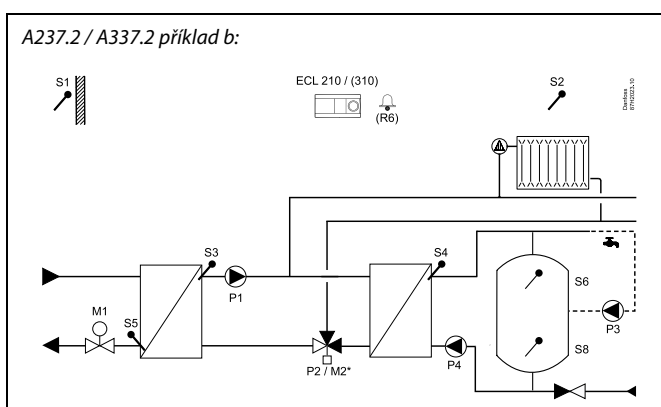 A237.2 / A337.2 příklad b:
S1
ECL 210 / (310)
(R6)
S2
Danfoss
87H2023.10
S3
S4
P1
S6
M1
S5
P3
S8
P2 / M2*
P4